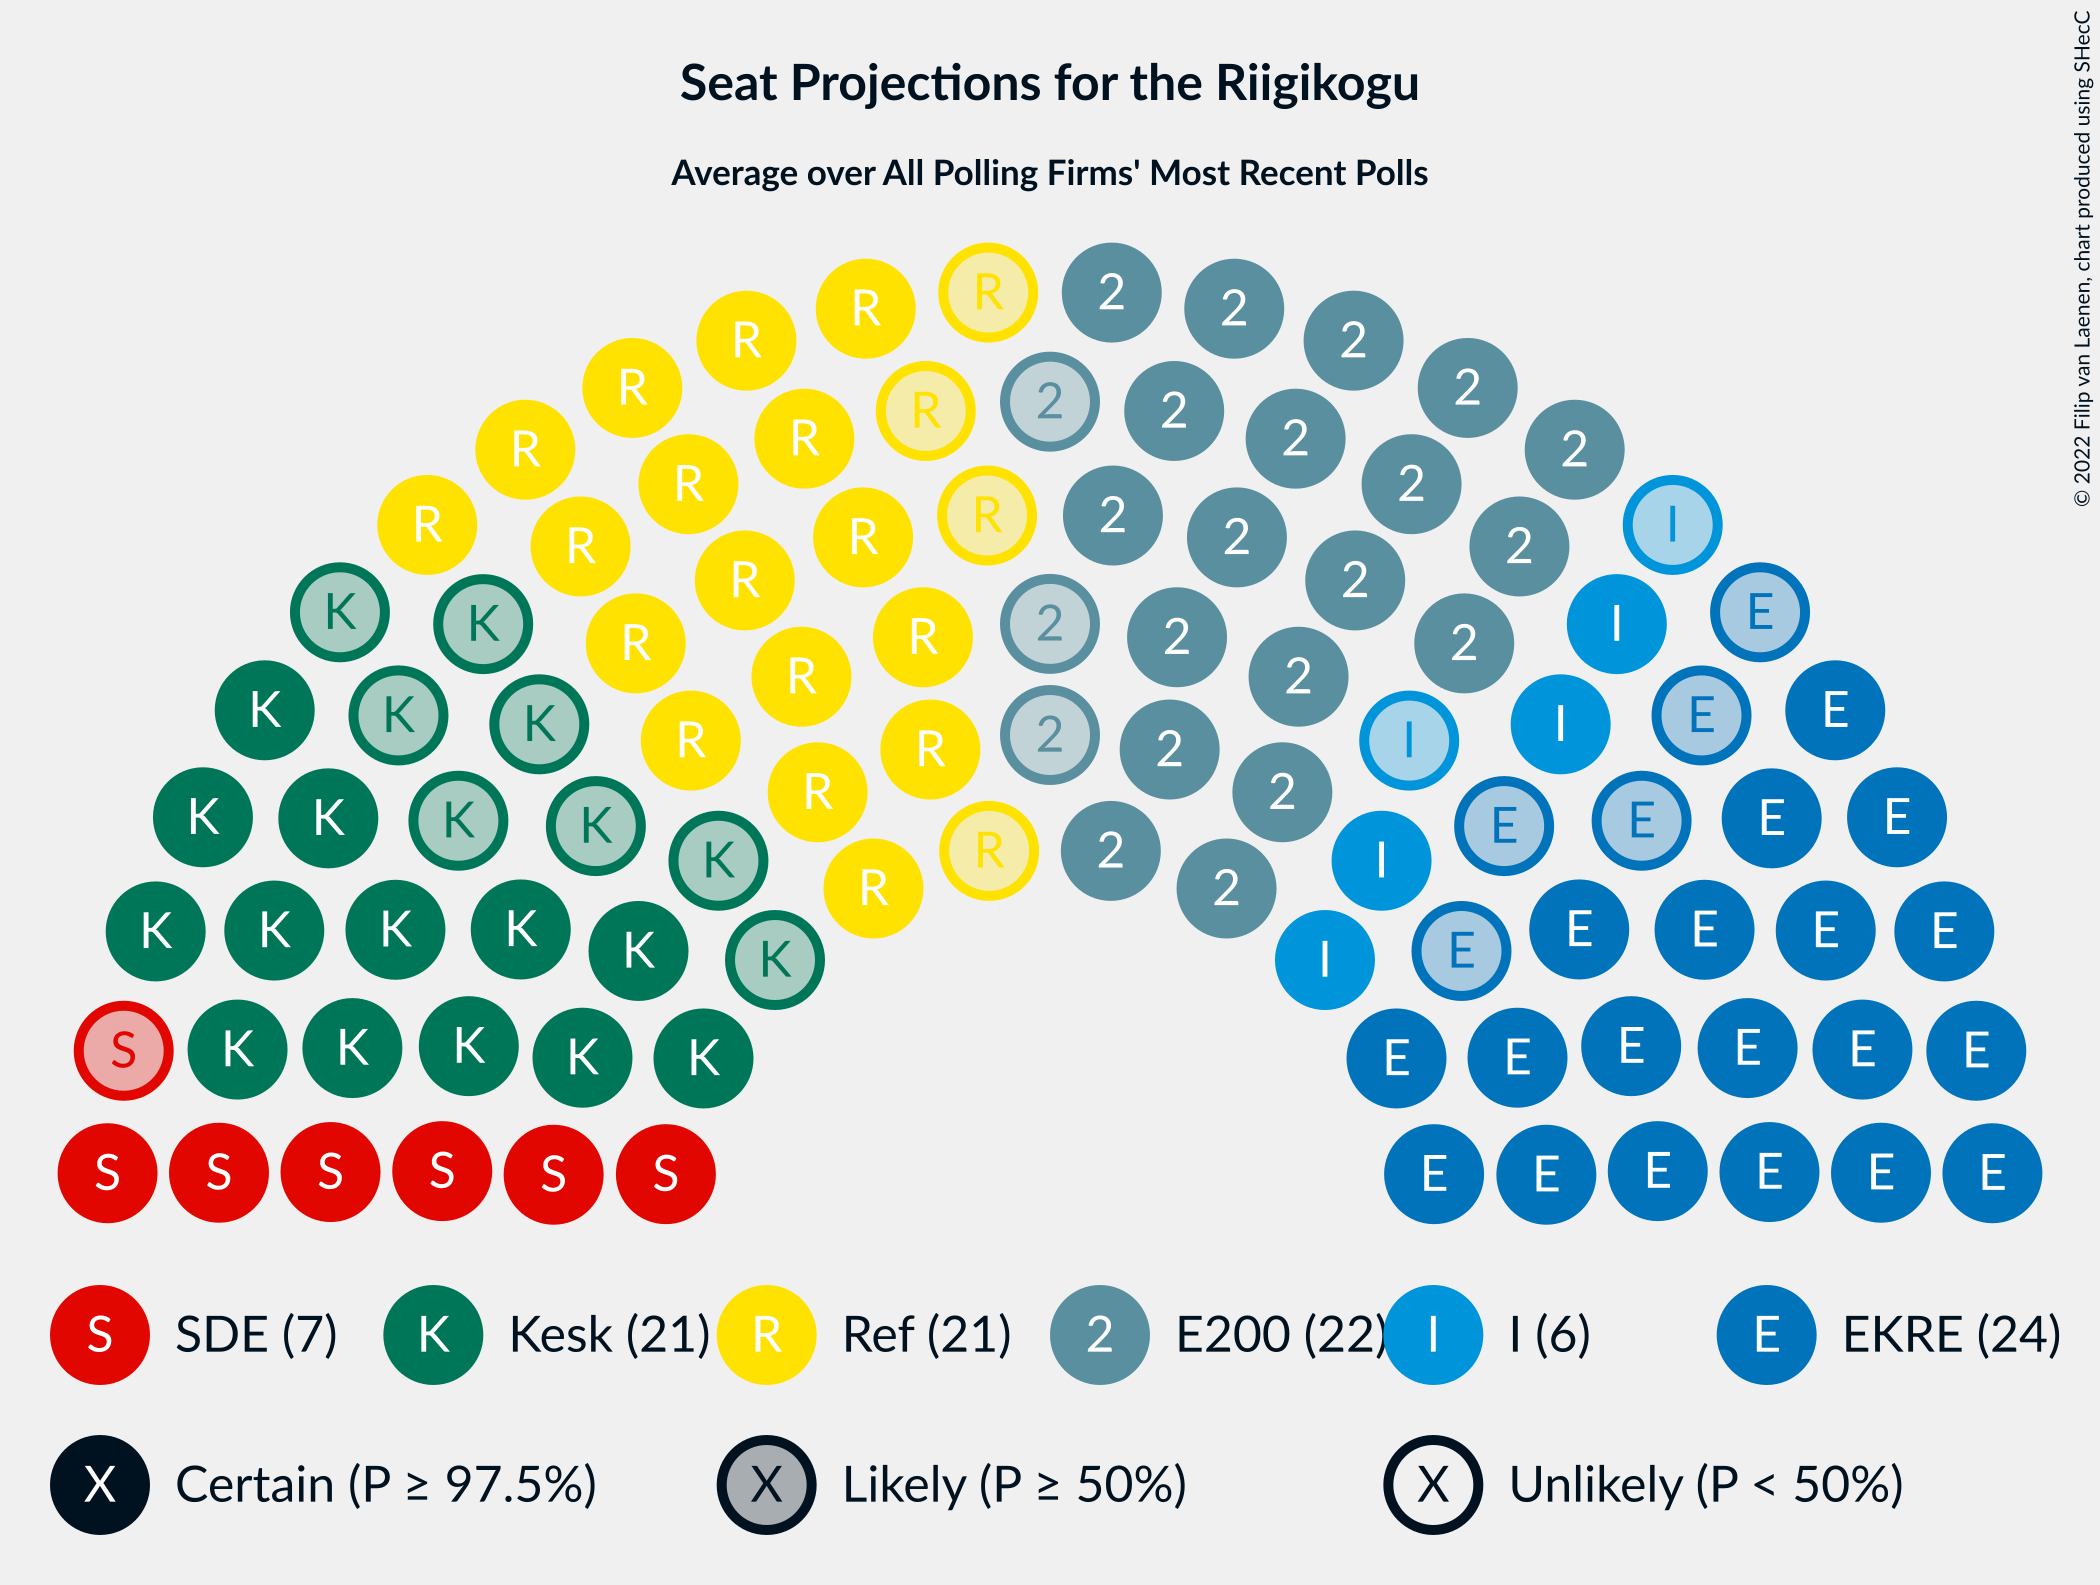 Seat Projections for the Riigikogu
Average over All Polling Firms' Most Recent Polls
© 2022 Filip van Laenen, chart produced using SHecC
R 2
R 2
R 2
R 2
R 2 2
R 2
R 2
R 2
R 2
R 2
R R 2 I
R 2
R 2
R 2
K K R R 2 2 I E
R 2
R 2
K K I E
K K R 2 I I E E
R 2 2
R 2
K K K K E E E E
K R 2 I
K K K K E E E E
K I
K I E
K K K K K E E E E E
S K K K K K E E E E E E
S S S S S S E E E E E E
S SDE (7) K Kesk (21) R Ref (21) 2 E200 (22) I I (6) E EKRE (24)
X Certain (P ≥ 97.5%) X Likely (P ≥ 50%) X Unlikely (P < 50%)